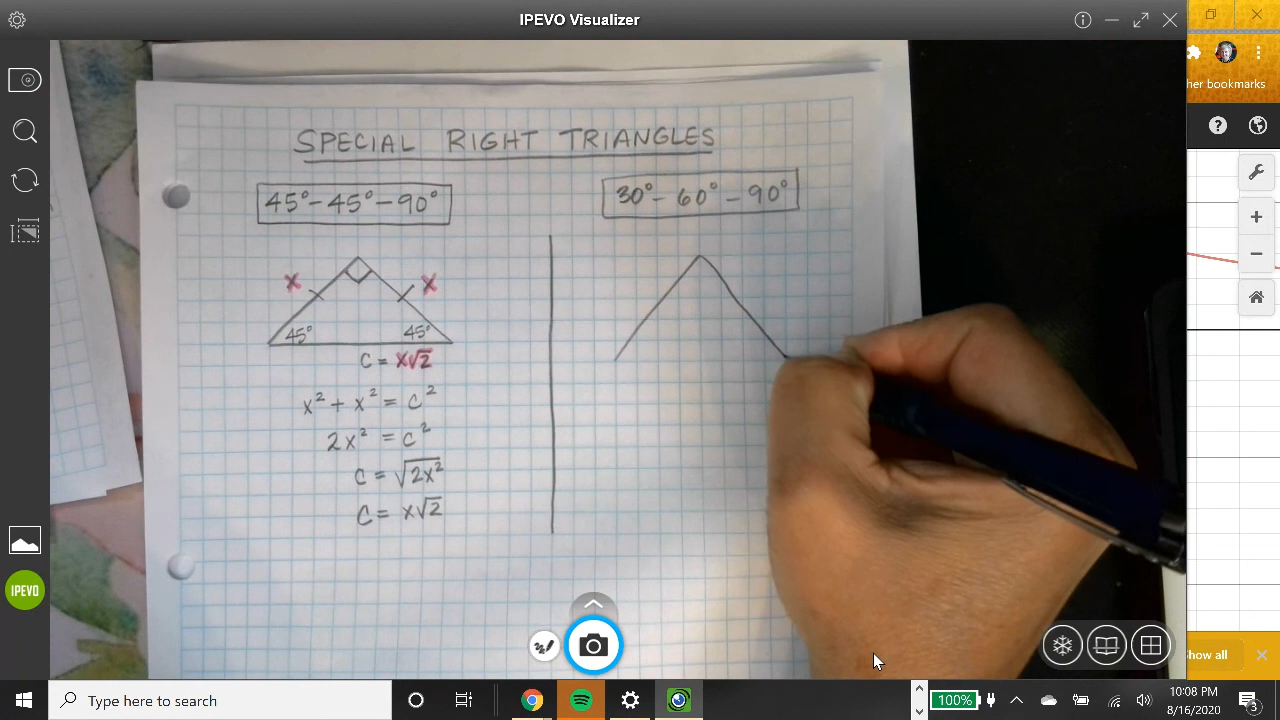 IPEVO Visualizer
her bookmarks
SPECIAL RIGHT TRIANGLES
45°-45°-90°
30°-60°-90°
x
x
45°
45°
C = x√2
x² + x² = c²
2x² = c²
c = √2x²
C = x√2
IPEVO
Show all
Type here to search
100%
10:08 PM
8/16/2020
3